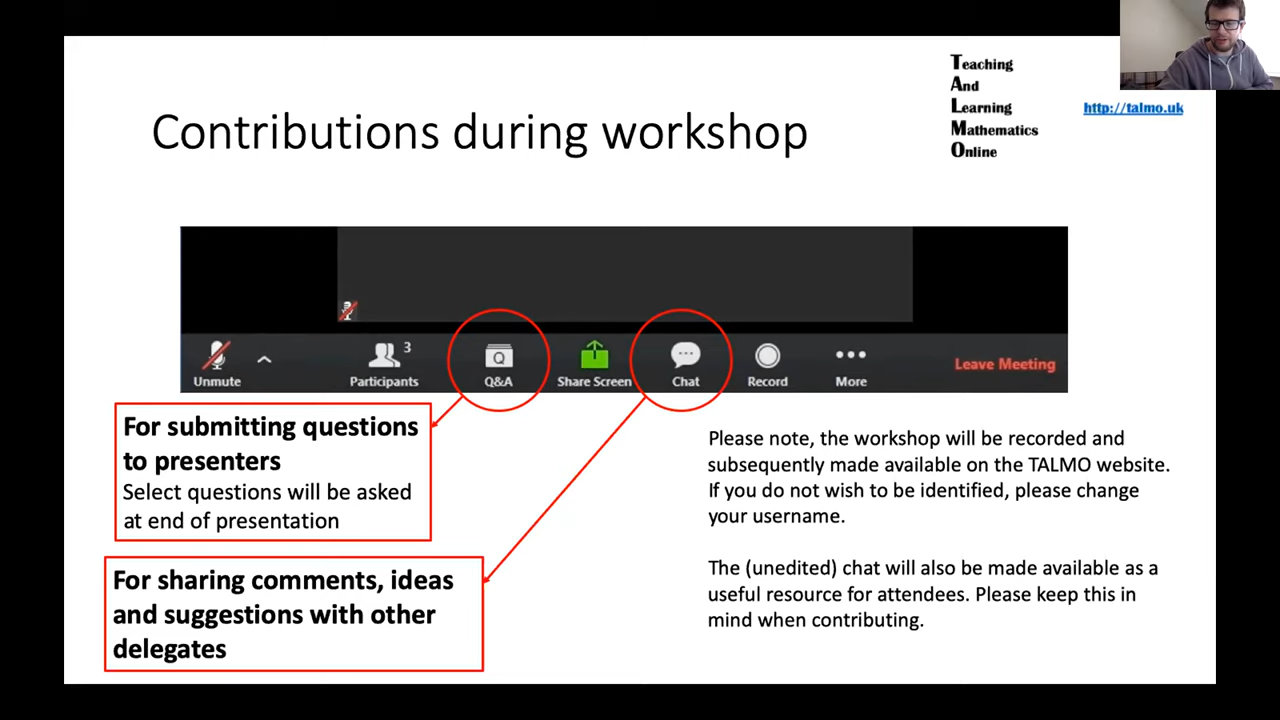 Teaching
And
Learning
Mathematics
Online
http://talmo.uk
Contributions during workshop
3
Unmute
Participants
Q
Q&A
Share Screen
Chat
Record
More
Leave Meeting
For submitting questions
to presenters
Select questions will be asked
at end of presentation
For sharing comments, ideas
and suggestions with other
delegates
Please note, the workshop will be recorded and
subsequently made available on the TALMO website.
If you do not wish to be identified, please change
your username.
The (unedited) chat will also be made available as a
useful resource for attendees. Please keep this in
mind when contributing.